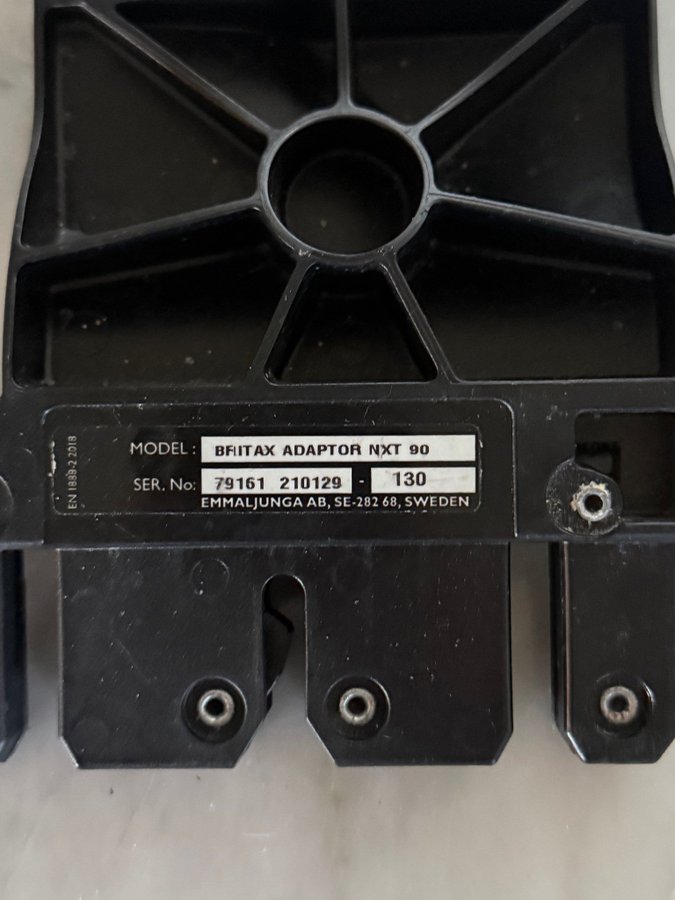 MODEL : BRITAX ADAPTOR NXT 90
SER. No: 79161 210129 - 130
EMMALJUNGA AB, SE-282 68, SWEDEN
EN 1888-2 2018